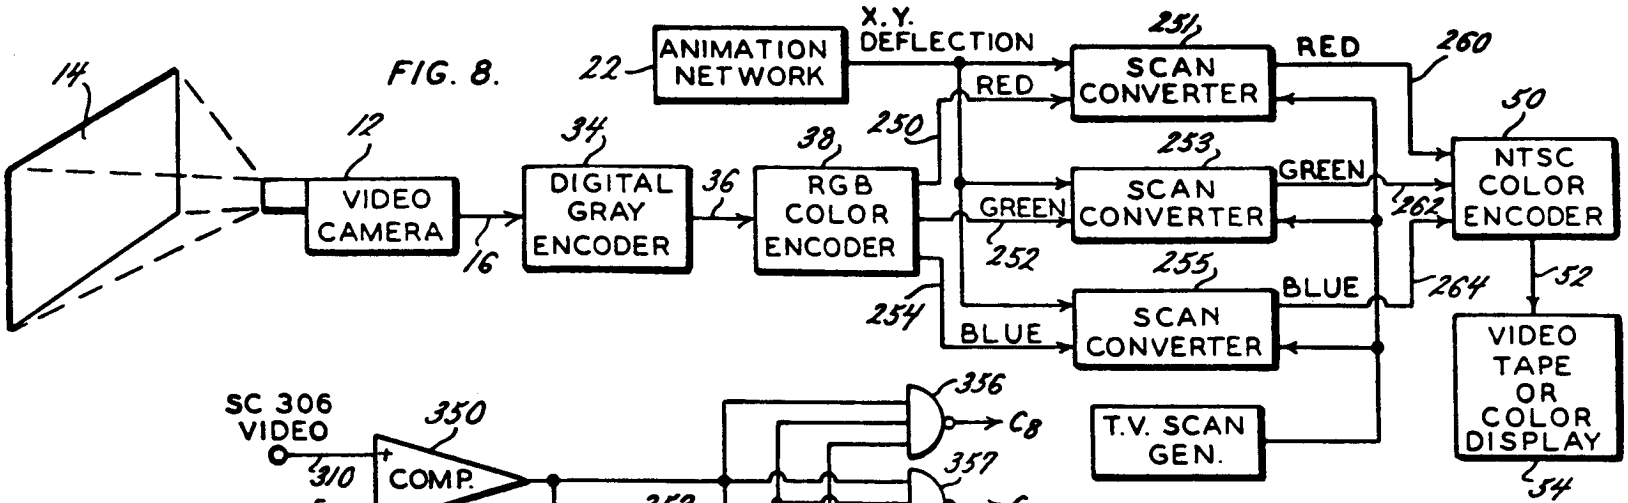 FIG. 8.
14
12
VIDEO
CAMERA
16
34
DIGITAL
GRAY
ENCODER
36
38
RGB
COLOR
ENCODER
22
ANIMATION
NETWORK
X.Y.
DEFLECTION
250
RED
GREEN
252
254
BLUE
251
SCAN
CONVERTER
253
SCAN
CONVERTER
255
SCAN
CONVERTER
RED
260
GREEN
262
BLUE
264
50
NTSC
COLOR
ENCODER
52
VIDEO
TAPE
OR
COLOR
DISPLAY
54
T.V. SCAN
GEN.
SC 306
VIDEO
310
350
+
COMP.
356
C8
357